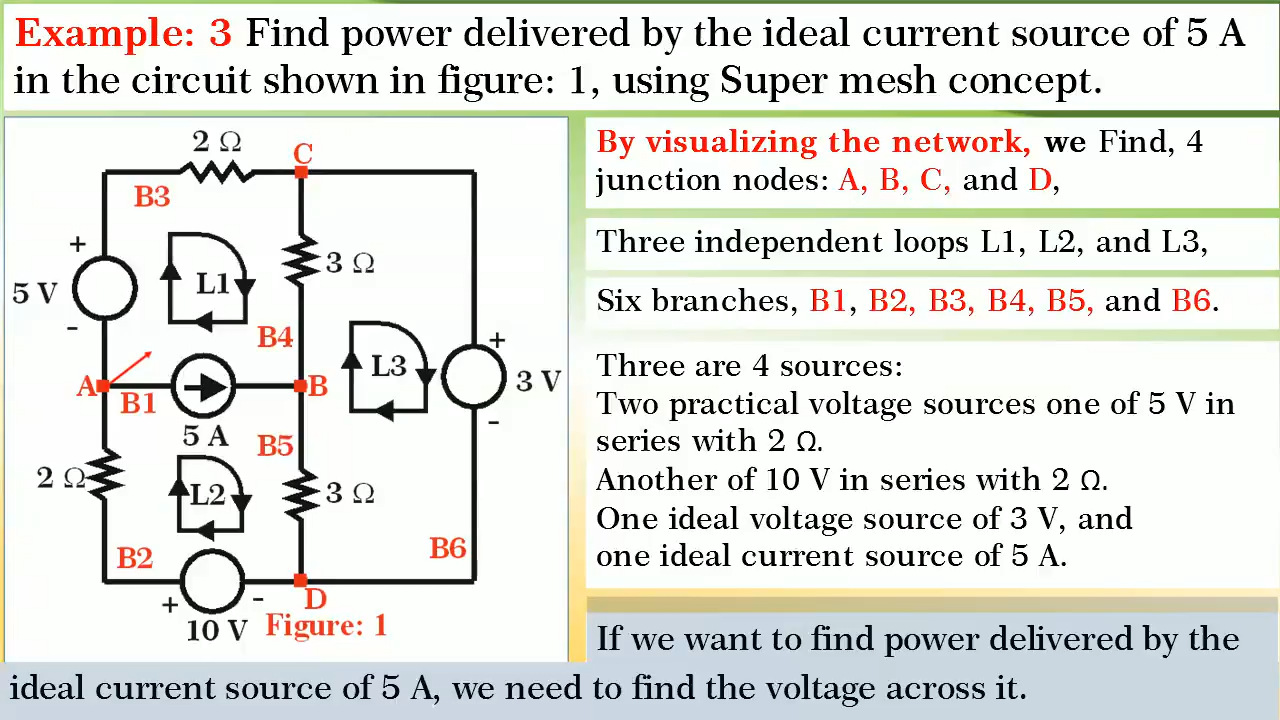 Example: 3 Find power delivered by the ideal current source of 5 A
in the circuit shown in figure: 1, using Super mesh concept.
2 Ω
C
B3
+
5 V
-
L1
3 Ω
B4
A
B1
B
5 A
L3
+
3 V
-
B5
2 Ω
L2
3 Ω
B2
B6
+
10 V
-
D
Figure: 1
By visualizing the network, we Find, 4
junction nodes: A, B, C, and D,
Three independent loops L1, L2, and L3,
Six branches, B1, B2, B3, B4, B5, and B6.
Three are 4 sources:
Two practical voltage sources one of 5 V in
series with 2 Ω.
Another of 10 V in series with 2 Ω.
One ideal voltage source of 3 V, and
one ideal current source of 5 A.
If we want to find power delivered by the
ideal current source of 5 A, we need to find the voltage across it.